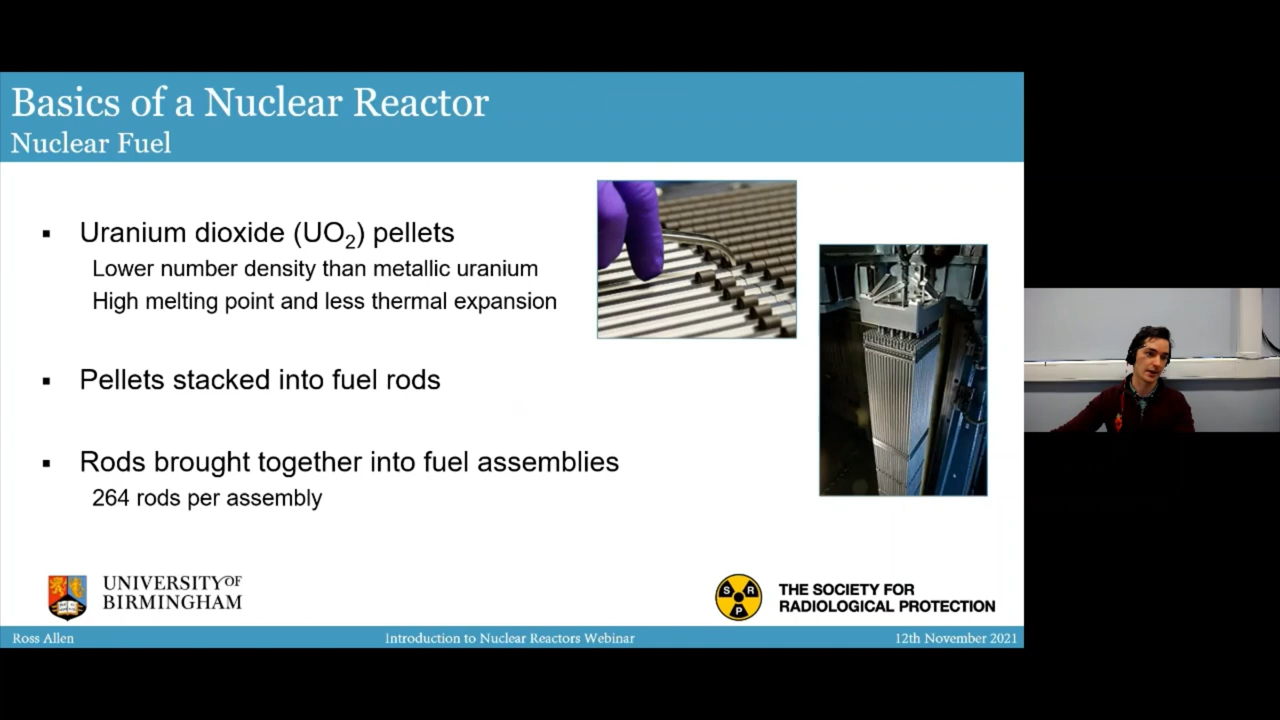 Basics of a Nuclear Reactor
Nuclear Fuel
▪ Uranium dioxide (UO₂) pellets
Lower number density than metallic uranium
High melting point and less thermal expansion
▪ Pellets stacked into fuel rods
▪ Rods brought together into fuel assemblies
264 rods per assembly
UNIVERSITY OF
BIRMINGHAM
S R
P
THE SOCIETY FOR
RADIOLOGICAL PROTECTION
Ross Allen
Introduction to Nuclear Reactors Webinar
12th November 2021